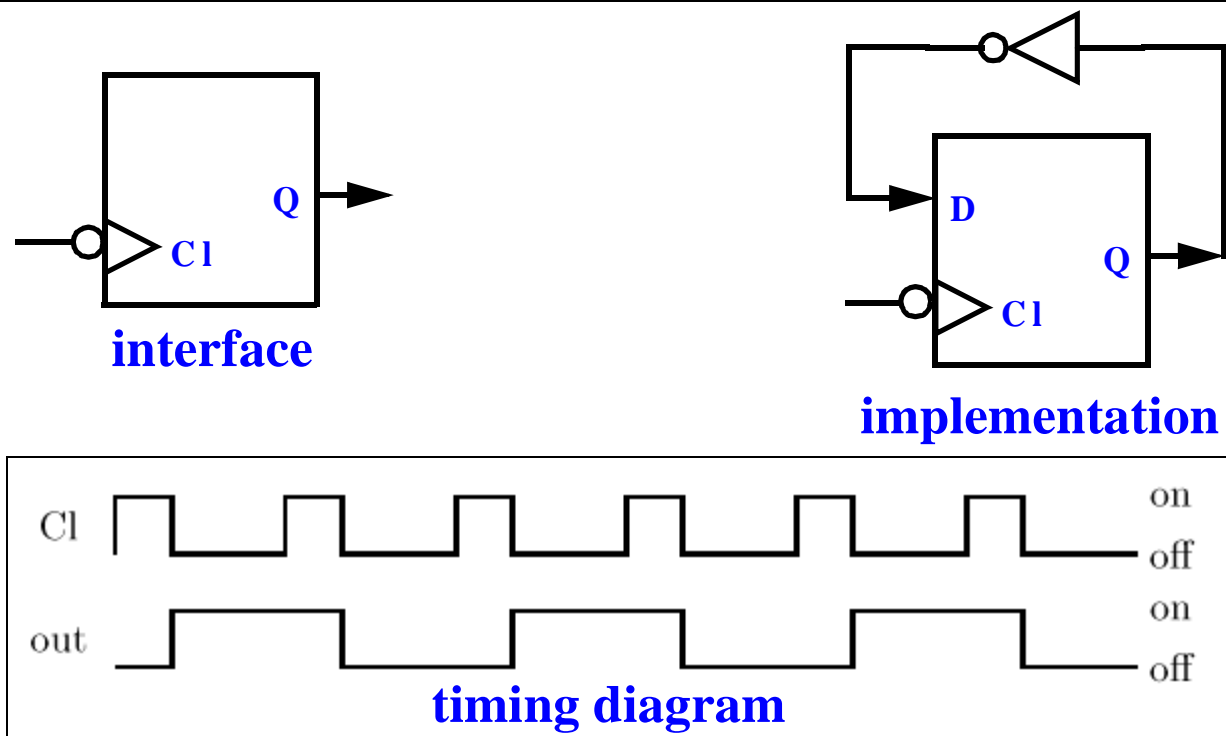 Q
Cl
interface
D
Q
Cl
implementation
Cl
on
off
out
on
off
timing diagram